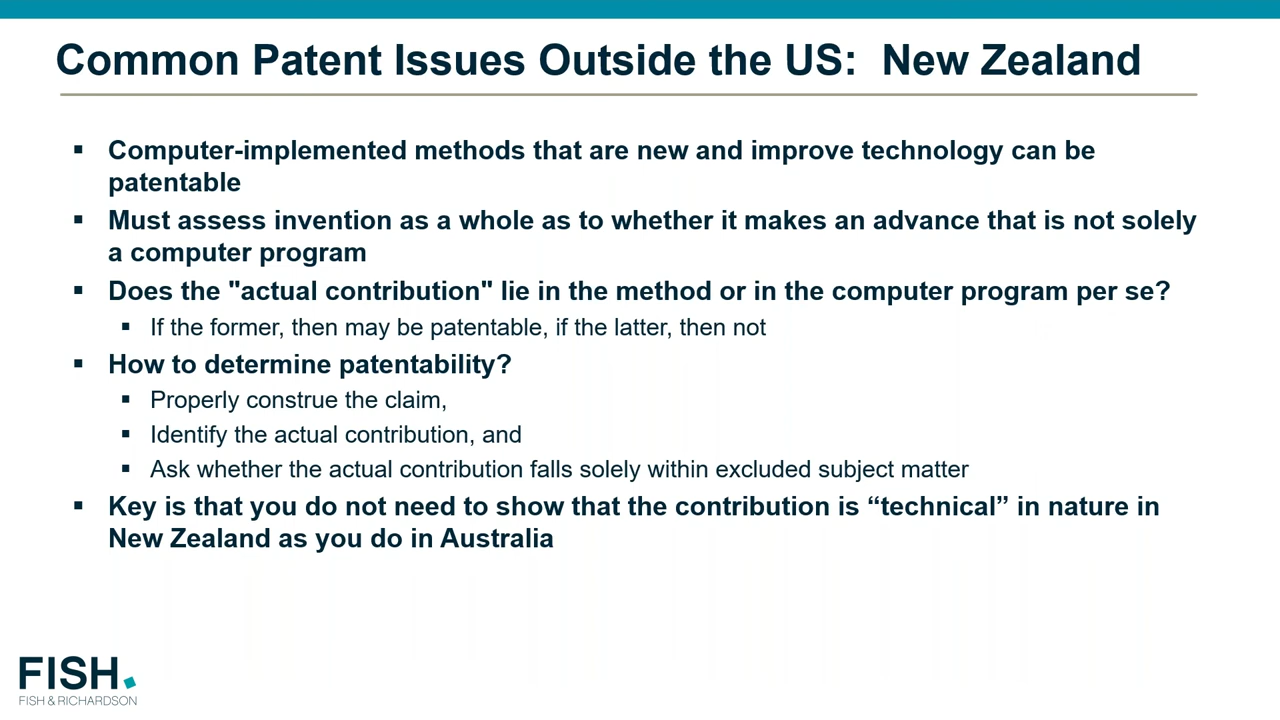 Common Patent Issues Outside the US:  New Zealand
▪ Computer-implemented methods that are new and improve technology can be
patentable
▪ Must assess invention as a whole as to whether it makes an advance that is not solely
a computer program
▪ Does the "actual contribution" lie in the method or in the computer program per se?
▪ If the former, then may be patentable, if the latter, then not
▪ How to determine patentability?
▪ Properly construe the claim,
▪ Identify the actual contribution, and
▪ Ask whether the actual contribution falls solely within excluded subject matter
▪ Key is that you do not need to show that the contribution is “technical” in nature in
New Zealand as you do in Australia
FISH.
FISH & RICHARDSON